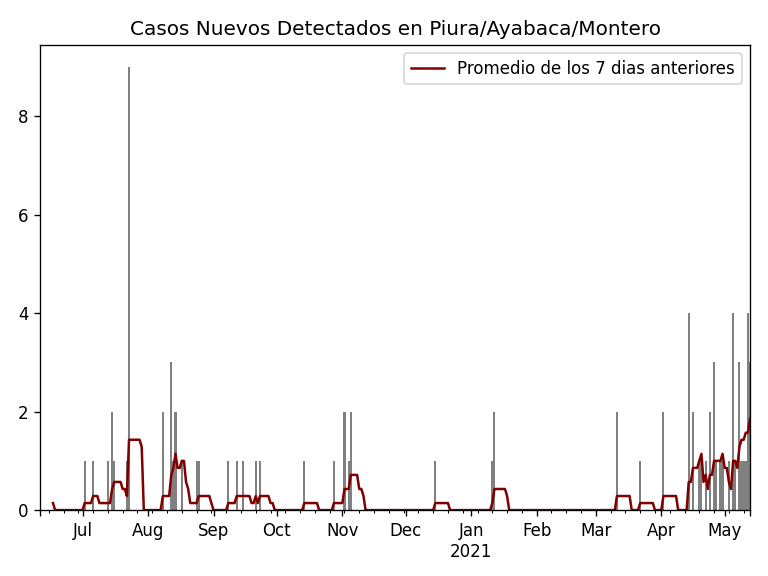 Casos Nuevos Detectados en Piura/Ayabaca/Montero
Promedio de los 7 dias anteriores
8
6
4
2
0
Jul Aug Sep Oct Nov Dec Jan Feb Mar Apr May
2021